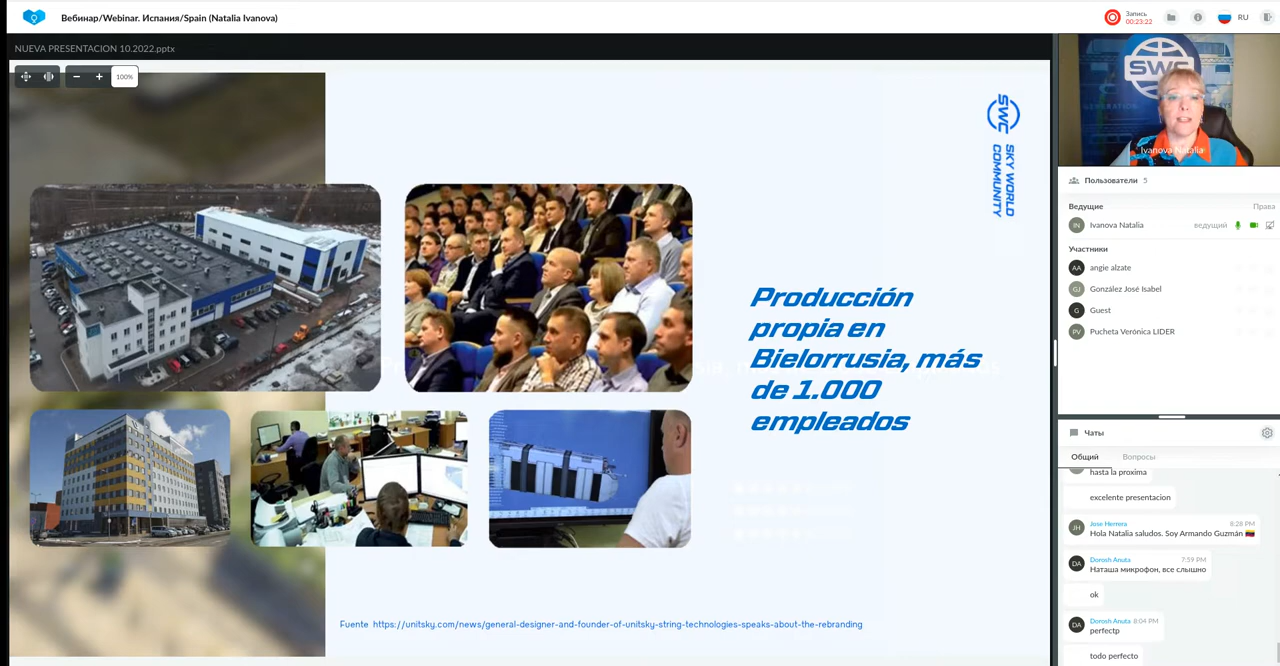 Вебинар/Webinar. Испания/Spain (Natalia Ivanova)
Запись
00:23:22
RU
NUEVA PRESENTACION 10.2022.pptx
100%
SWC
SKY WORLD
COMMUNITY
Producción
propia en
Bielorrusia, más
de 1.000
empleados
Fuente https://unitsky.com/news/general-designer-and-founder-of-unitsky-string-technologies-speaks-about-the-rebranding
SWC
Ivanova Natalia
Пользователи 5
Ведущие Права
IN Ivanova Natalia ведущий
Участники
AA angie alzate
GJ González José Isabel
G Guest
PV Pucheta Verónica LIDER
Чаты
Общий Вопросы
hasta la proxima
excelente presentacion
JH Jose Herrera 8:28 PM
Hola Natalia saludos. Soy Armando Guzmán 🇻🇪
DA Dorosh Anuta 7:59 PM
Наташа микрофон, все слышно
ok
DA Dorosh Anuta 8:04 PM
perfectp
todo perfecto